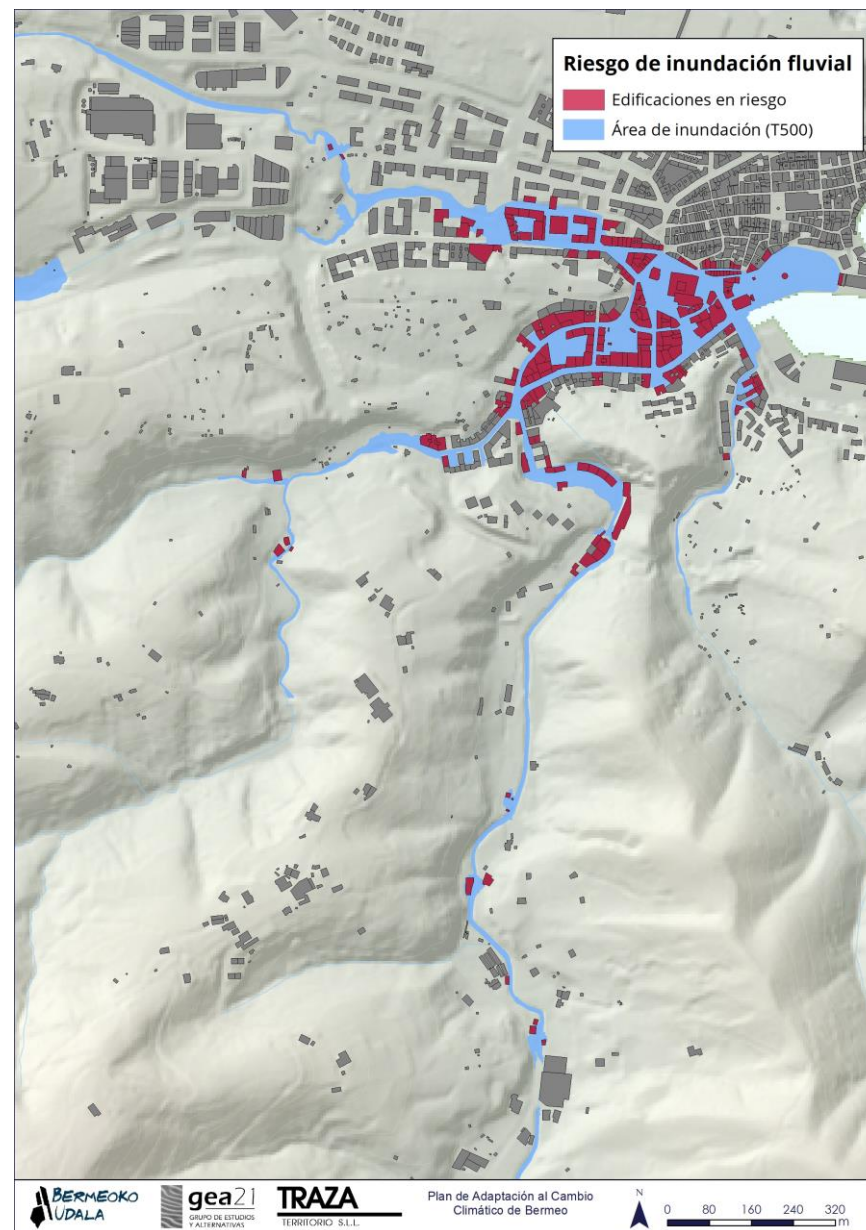 Riesgo de inundación fluvial
Edificaciones en riesgo
Área de inundación (T500)
BERMEOKO
UDALA
gea21
GRUPO DE ESTUDIOS
Y ALTERNATIVAS
TRAZA
TERRITORIO S.L.L.
Plan de Adaptación al Cambio
Climático de Bermeo
N
0 80 160 240 320
m